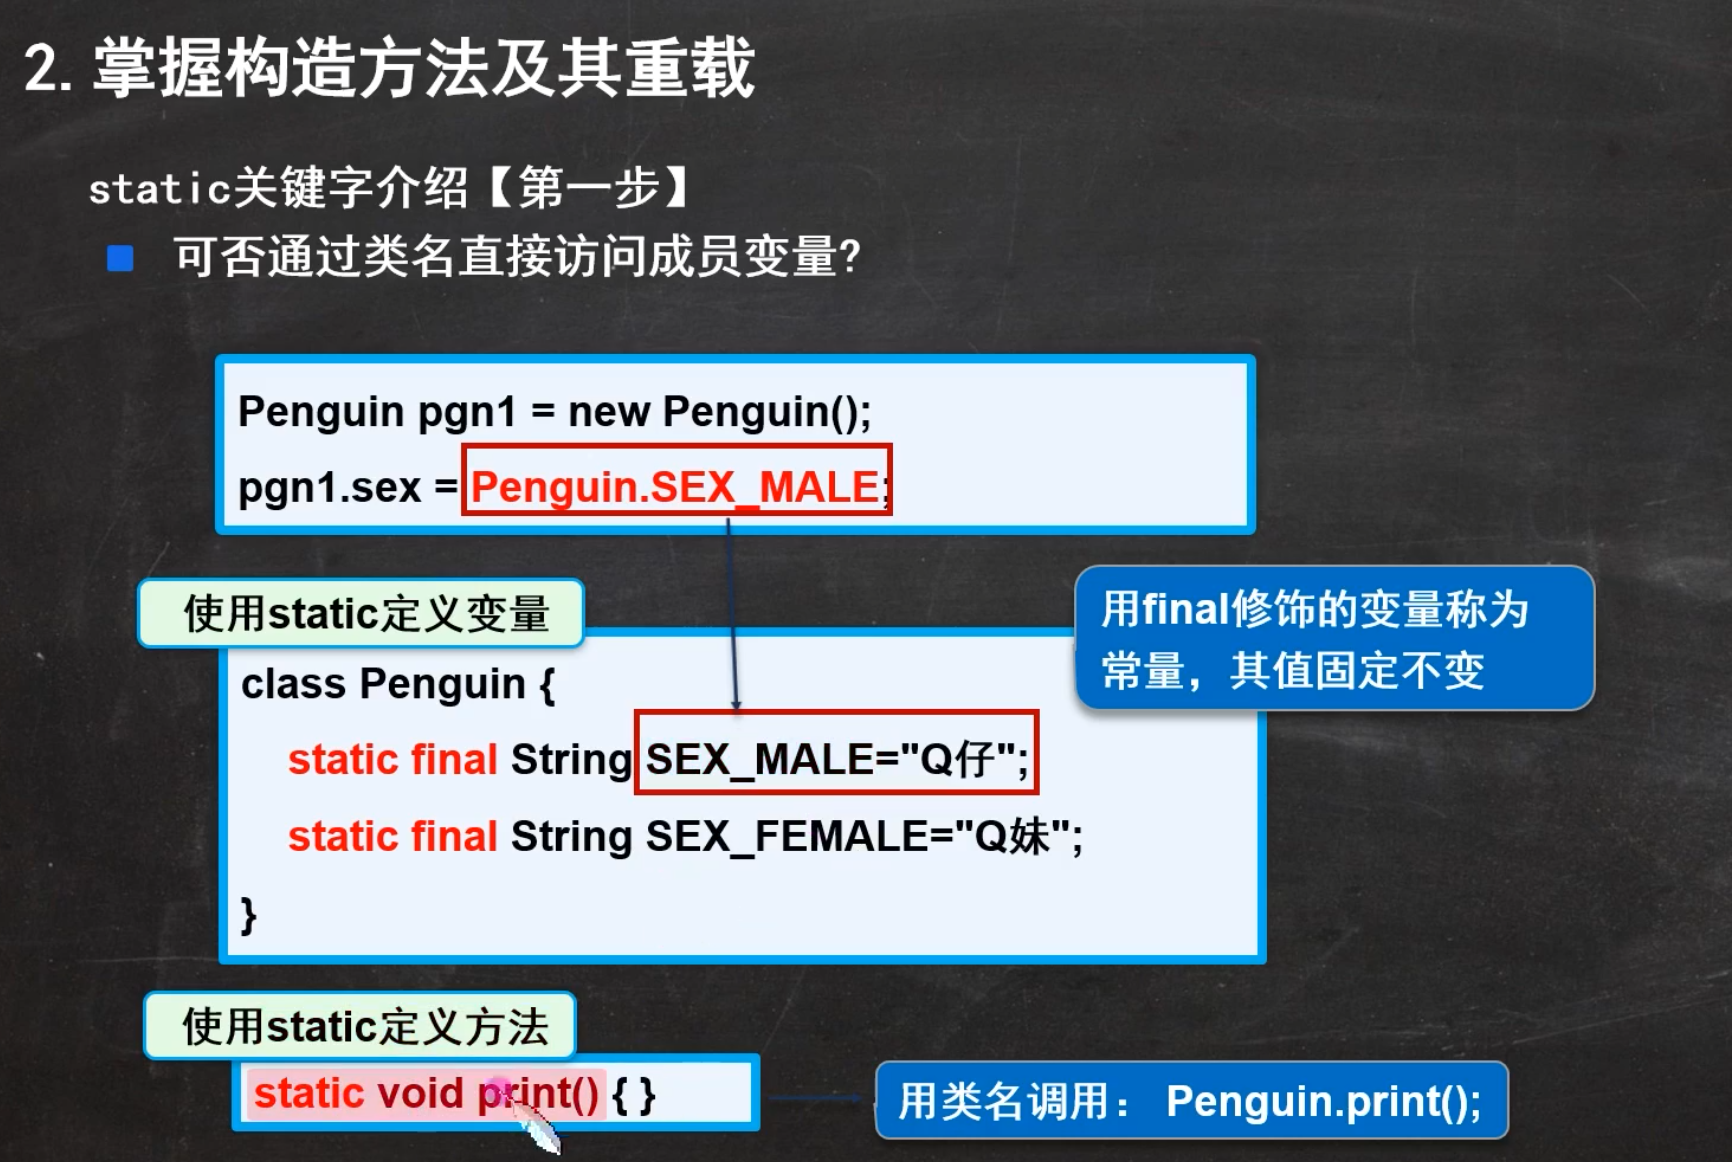 2. 掌握构造方法及其重载
static关键字介绍【第一步】
可否通过类名直接访问成员变量?
Penguin pgn1 = new Penguin();
pgn1.sex = Penguin.SEX_MALE;
使用static定义变量
用final修饰的变量称为
常量，其值固定不变
class Penguin {
static final String SEX_MALE="Q仔";
static final String SEX_FEMALE="Q妹";
}
使用static定义方法
static void print() { }
用类名调用： Penguin.print();